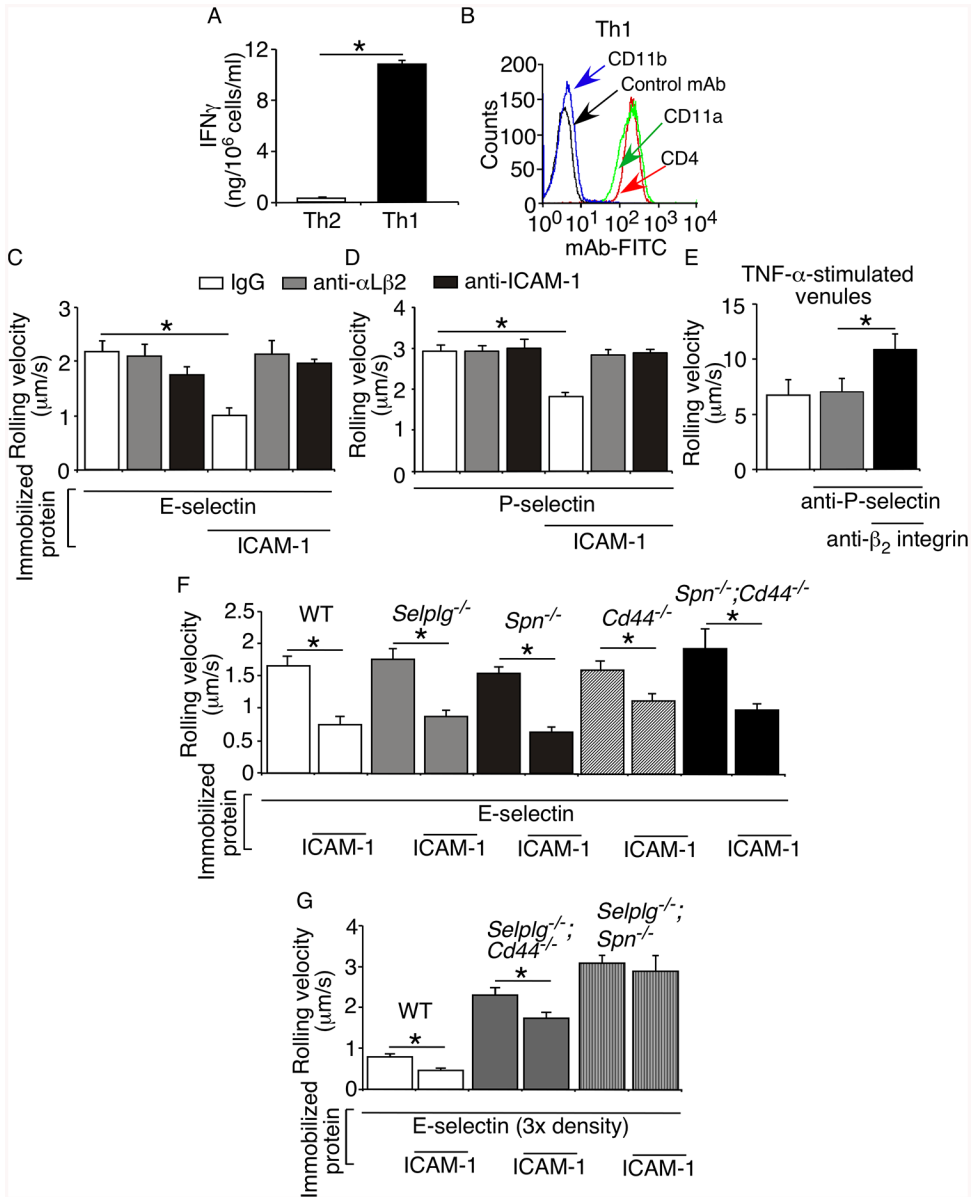 A
12
8
4
0
IFNγ
(ng/10⁶ cells/ml)
*
Th2
Th1
B
Th1
200
150
100
50
0
Counts
CD11b
Control mAb
CD11a
CD4
10⁰
10¹
10²
10³
10⁴
mAb-FITC
IgG
anti-αLβ2
anti-ICAM-1
C
3
2
1
0
Rolling velocity
(μm/s)
*
Immobilized
protein
E-selectin
ICAM-1
D
4
3
2
1
0
Rolling velocity
(μm/s)
*
P-selectin
ICAM-1
E
TNF-α-stimulated
venules
15
10
5
0
Rolling velocity
(μm/s)
*
anti-P-selectin
anti-β₂ integrin
F
2.5
2
1.5
1
0.5
0
Rolling velocity
(μm/s)
WT
*
Selplg⁻/⁻
*
Spn⁻/⁻
*
Cd44⁻/⁻
*
Spn⁻/⁻;Cd44⁻/⁻
*
Immobilized
protein
E-selectin
ICAM-1
ICAM-1
ICAM-1
ICAM-1
ICAM-1
G
4
3
2
1
0
Rolling velocity
(μm/s)
WT
*
Selplg⁻/⁻;
Cd44⁻/⁻
*
Selplg⁻/⁻;
Spn⁻/⁻
Immobilized
protein
E-selectin (3x density)
ICAM-1
ICAM-1
ICAM-1